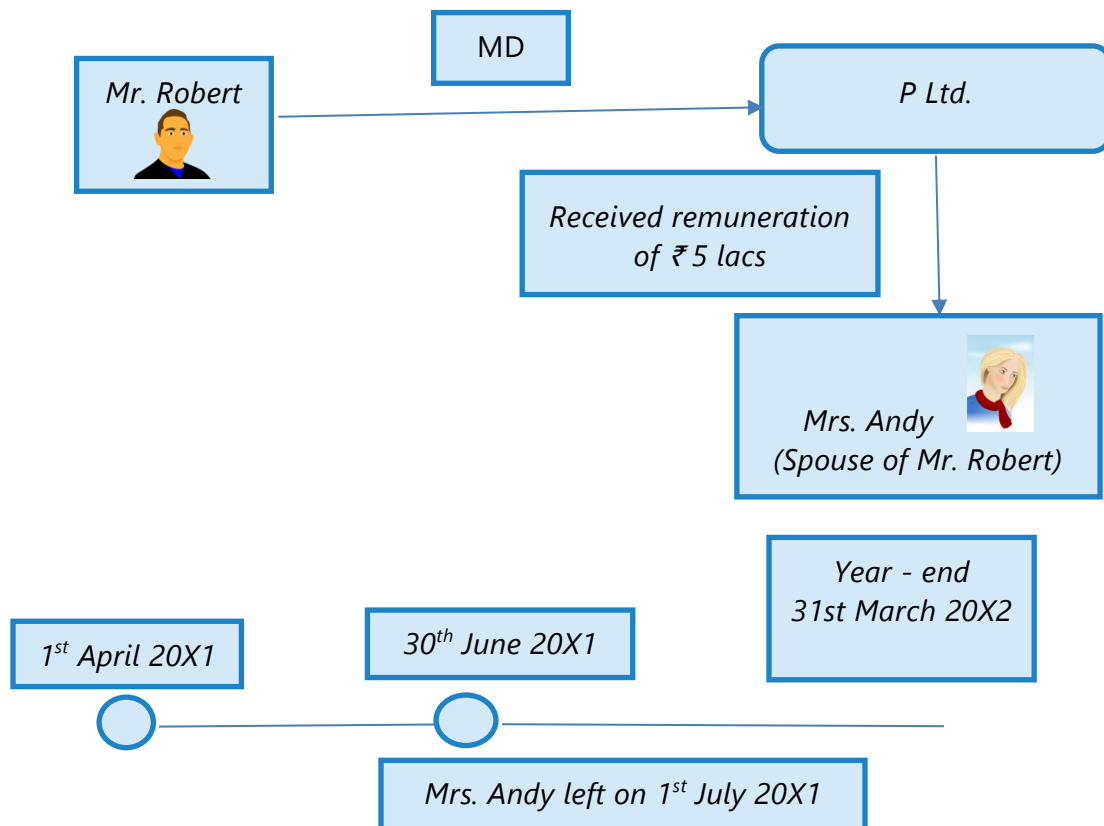 MD
Mr. Robert
P Ltd.
Received remuneration
of ₹ 5 lacs
Mrs. Andy
(Spouse of Mr. Robert)
Year - end
31st March 20X2
1st April 20X1
30th June 20X1
Mrs. Andy left on 1st July 20X1